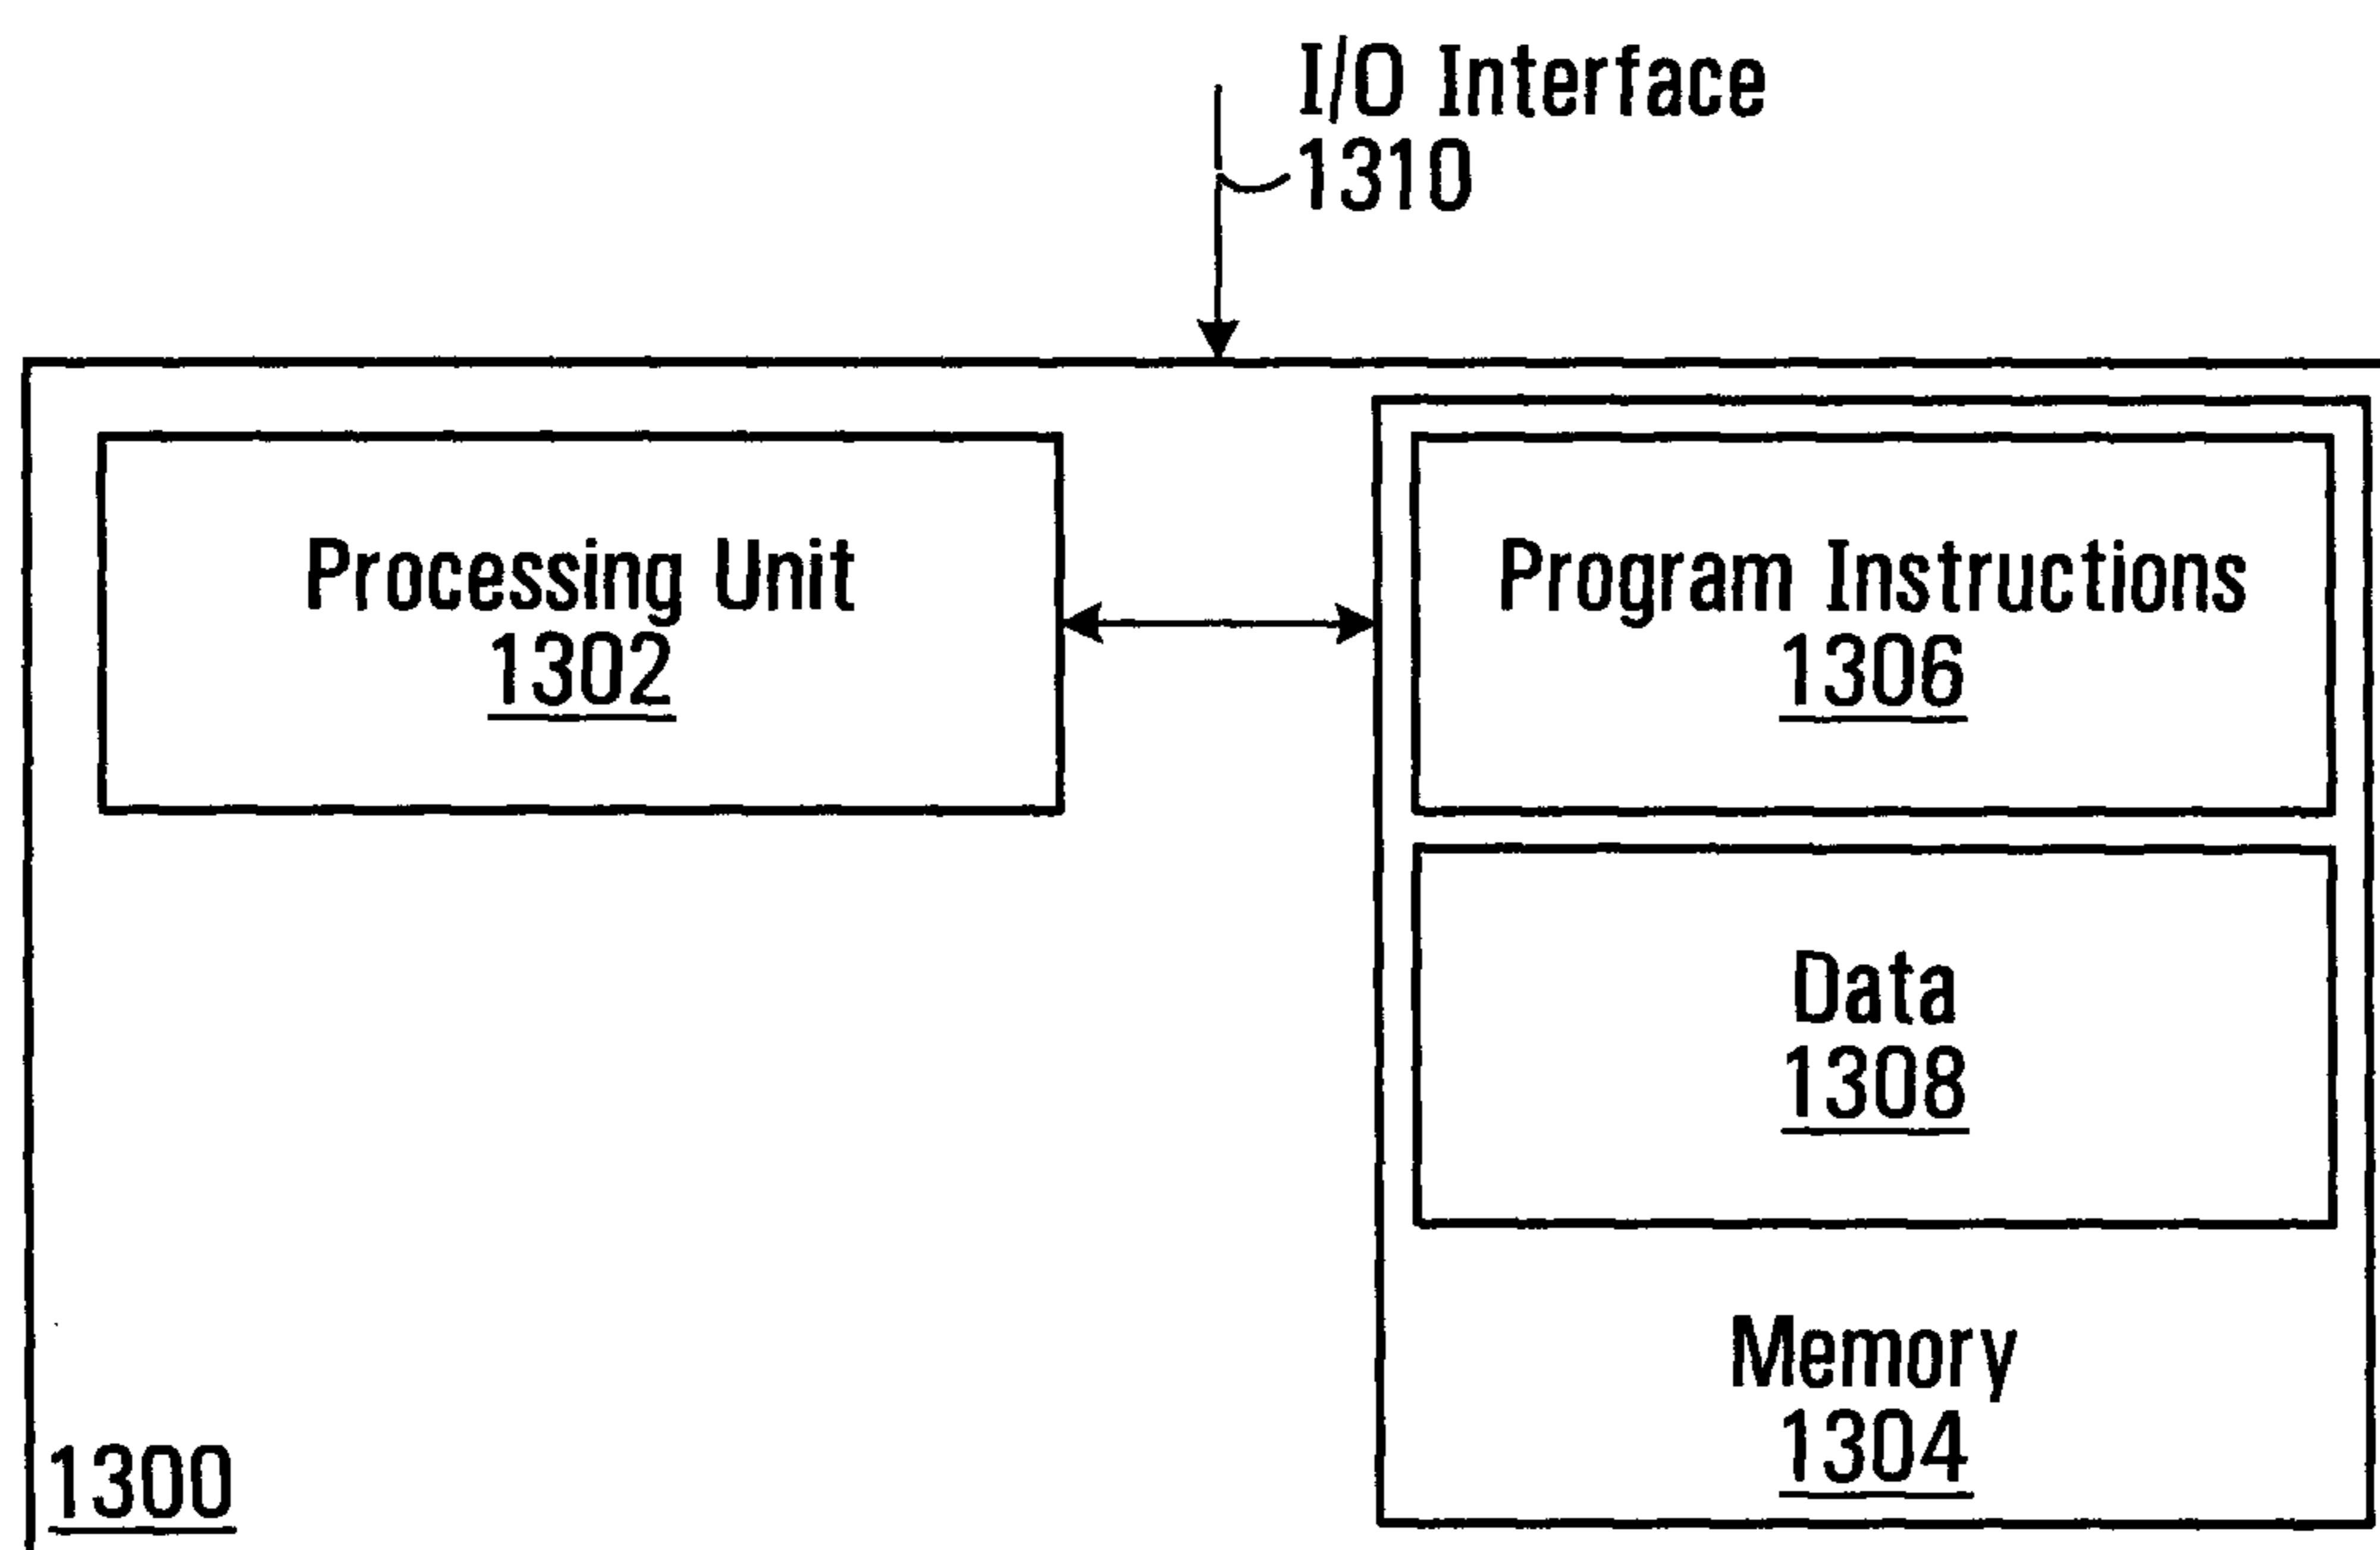 I/O Interface
1310
Processing Unit
1302
Program Instructions
1306
Data
1308
Memory
1304
1300